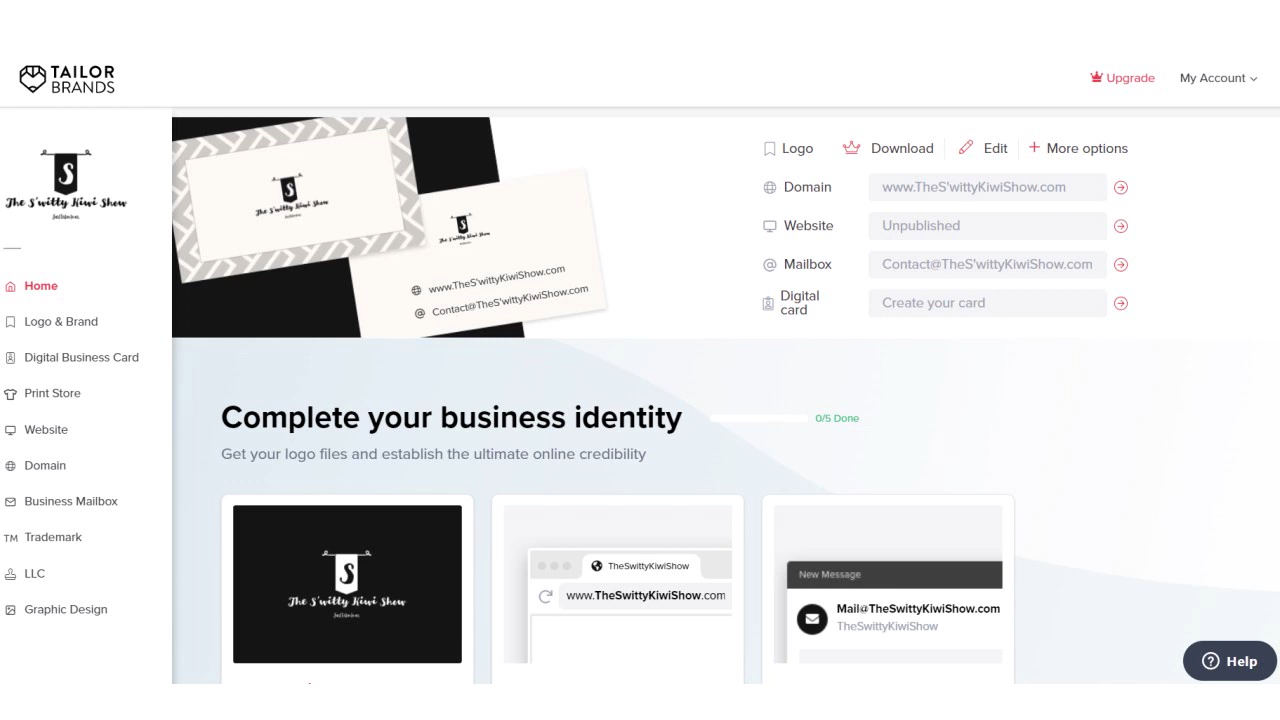 TAILOR
BRANDS
Upgrade
My Account
S
The S'witty Kiwi Show
Home
Logo & Brand
Digital Business Card
Print Store
Website
Domain
Business Mailbox
TM Trademark
LLC
Graphic Design
S
The S'witty Kiwi Show
The S'witty Kiwi Show
www.TheS'wittyKiwiShow.com
Contact@TheS'wittyKiwiShow.com
Logo
Download
Edit
+ More options
Domain
www.TheS'wittyKiwiShow.com
Website
Unpublished
Mailbox
Contact@TheS'wittyKiwiShow.com
Digital
card
Create your card
Complete your business identity
0/5 Done
Get your logo files and establish the ultimate online credibility
S
The S'witty Kiwi Show
TheSwittyKiwiShow
www.TheSwittyKiwiShow.com
New Message
Mail@TheSwittyKiwiShow.com
TheSwittyKiwiShow
? Help